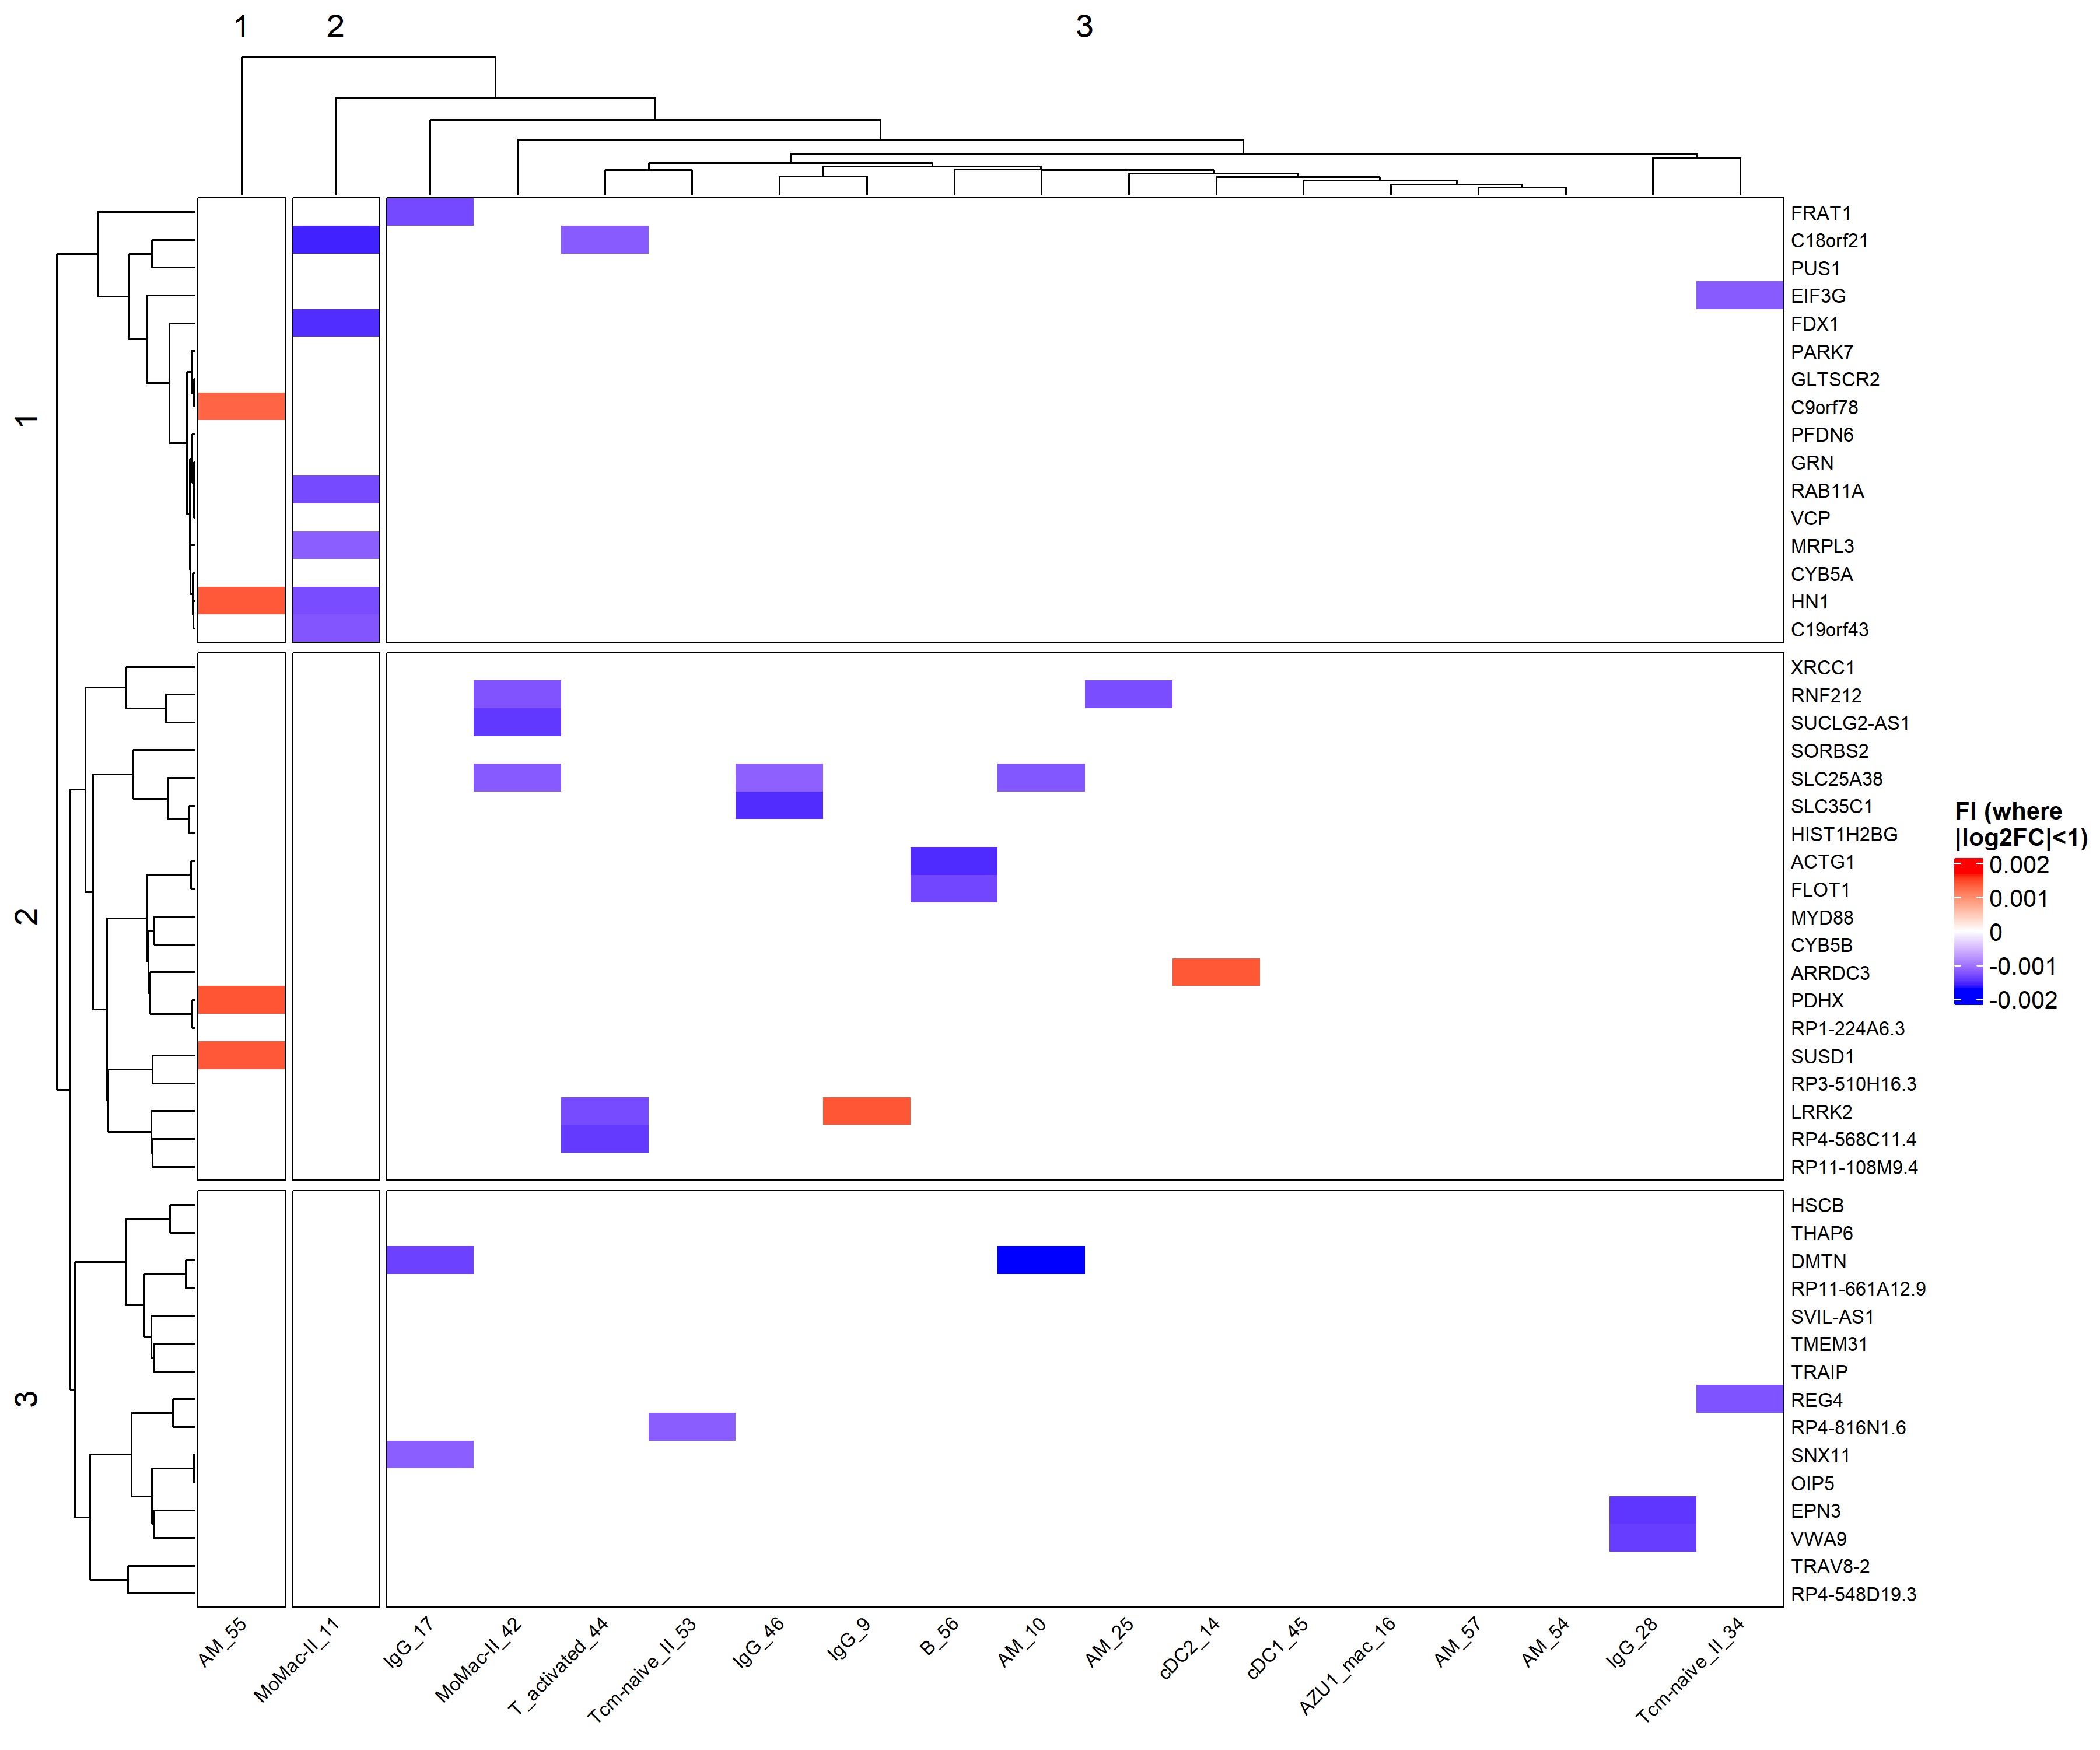 1
2
3
1
2
3
FRAT1
C18orf21
PUS1
EIF3G
FDX1
PARK7
GLTSCR2
C9orf78
PFDN6
GRN
RAB11A
VCP
MRPL3
CYB5A
HN1
C19orf43
XRCC1
RNF212
SUCLG2-AS1
SORBS2
SLC25A38
SLC35C1
HIST1H2BG
ACTG1
FLOT1
MYD88
CYB5B
ARRDC3
PDHX
RP1-224A6.3
SUSD1
RP3-510H16.3
LRRK2
RP4-568C11.4
RP11-108M9.4
HSCB
THAP6
DMTN
RP11-661A12.9
SVIL-AS1
TMEM31
TRAIP
REG4
RP4-816N1.6
SNX11
OIP5
EPN3
VWA9
TRAV8-2
RP4-548D19.3
AM_55
MoMac-II_11
IgG_17
MoMac-II_42
T_activated_44
Tcm-naive_II_53
IgG_46
IgG_9
B_56
AM_10
AM_25
cDC2_14
cDC1_45
AZU1_mac_16
AM_57
AM_54
IgG_28
Tcm-naive_II_34
FI (where
|log2FC|<1)
0.002
0.001
0
-0.001
-0.002